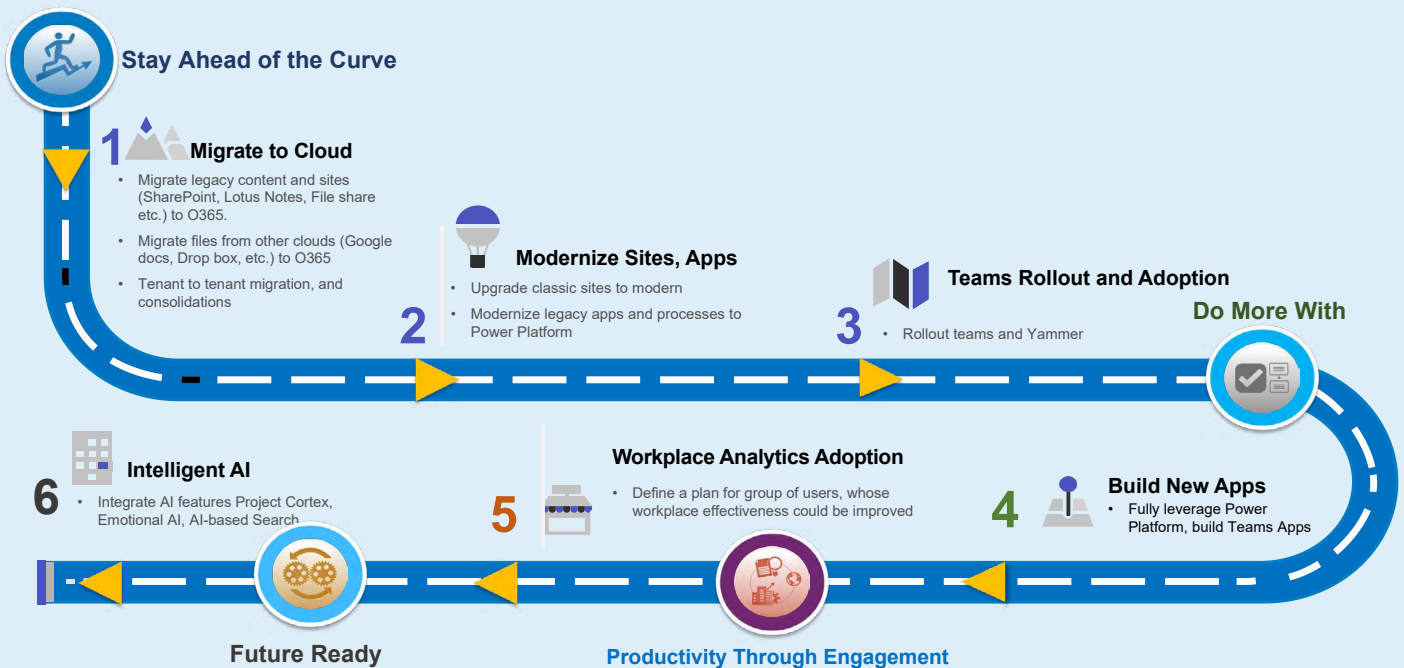 Stay Ahead of the Curve
1
Migrate to Cloud
• Migrate legacy content and sites
(SharePoint, Lotus Notes, File share
etc.) to O365.
• Migrate files from other clouds (Google
docs, Drop box, etc.) to O365
• Tenant to tenant migration, and
consolidations
2
Modernize Sites, Apps
• Upgrade classic sites to modern
• Modernize legacy apps and processes to
Power Platform
3
Teams Rollout and Adoption
• Rollout teams and Yammer
Do More With
4
Build New Apps
• Fully leverage Power
Platform, build Teams Apps
5
Workplace Analytics Adoption
• Define a plan for group of users, whose
workplace effectiveness could be improved
Productivity Through Engagement
6
Intelligent AI
• Integrate AI features Project Cortex,
Emotional AI, AI-based Search
Future Ready